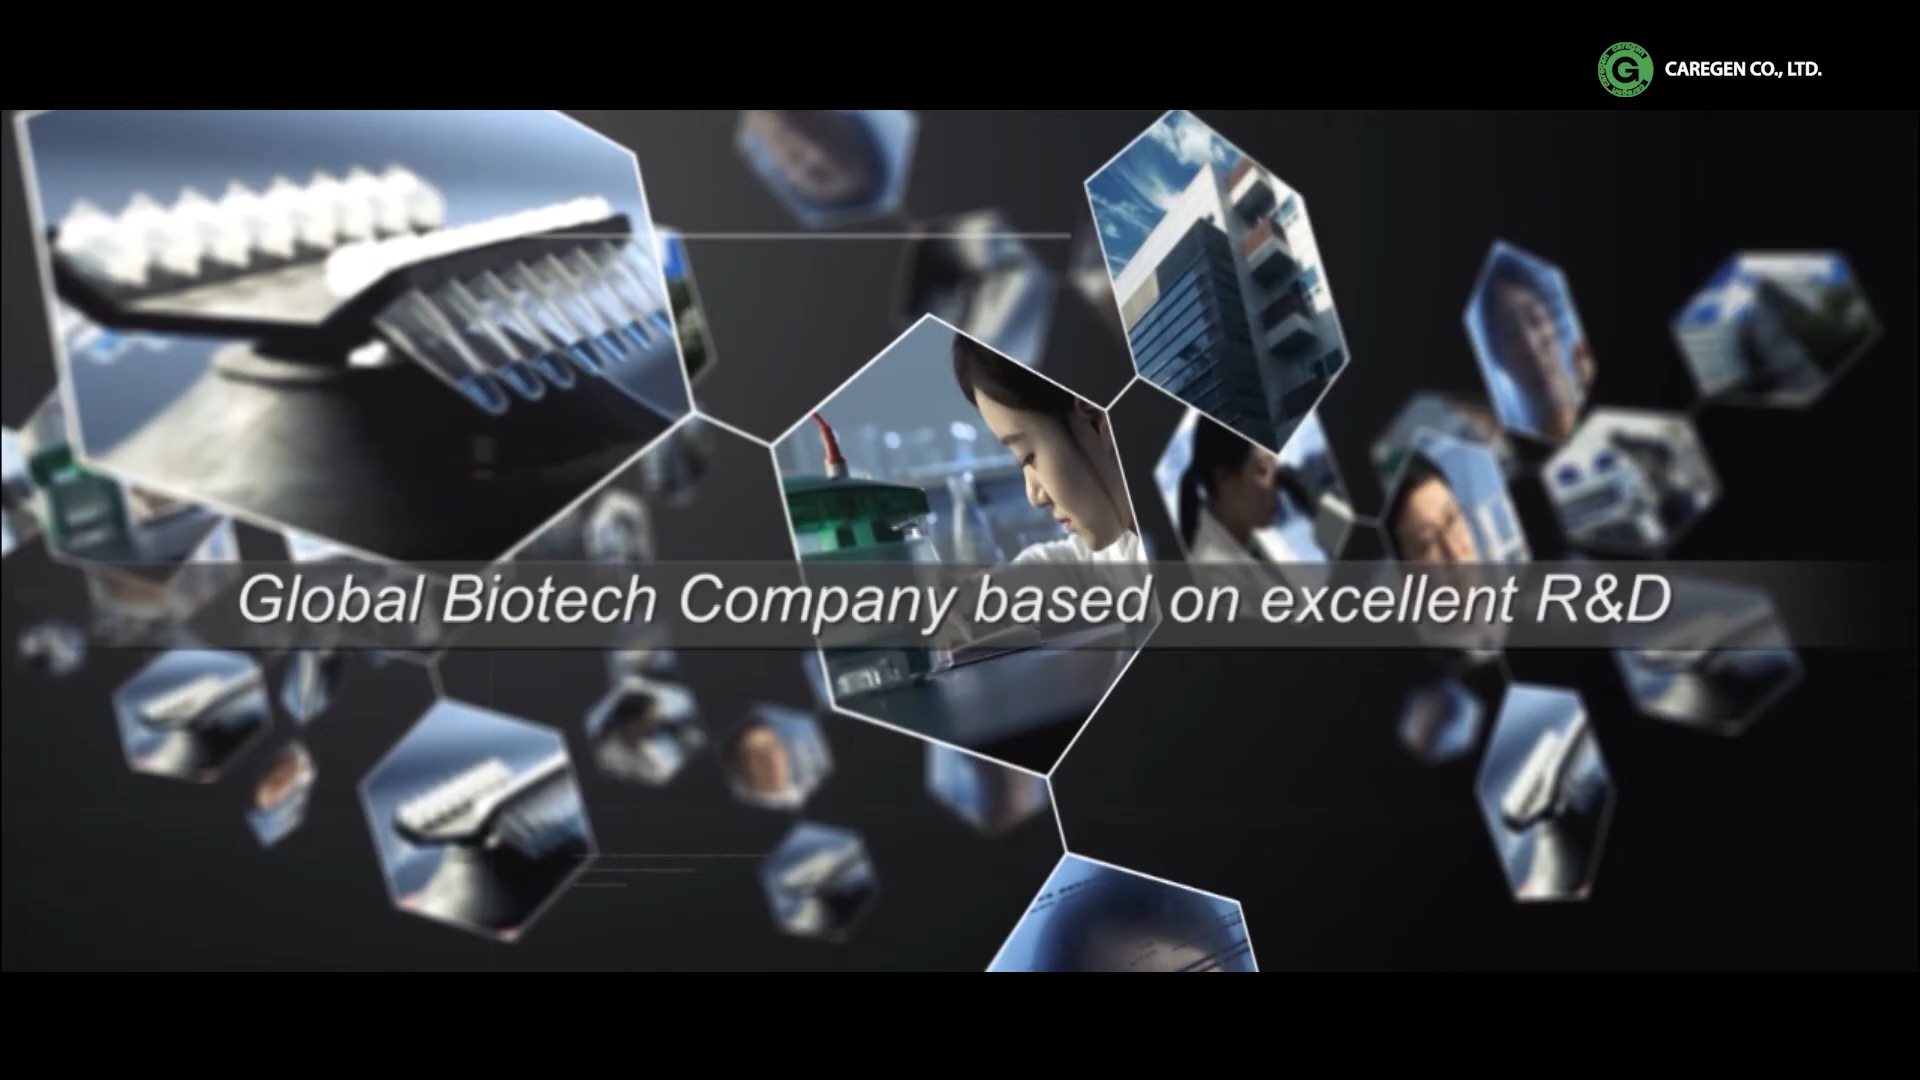 CAREGEN CO., LTD.
Global Biotech Company based on excellent R&D